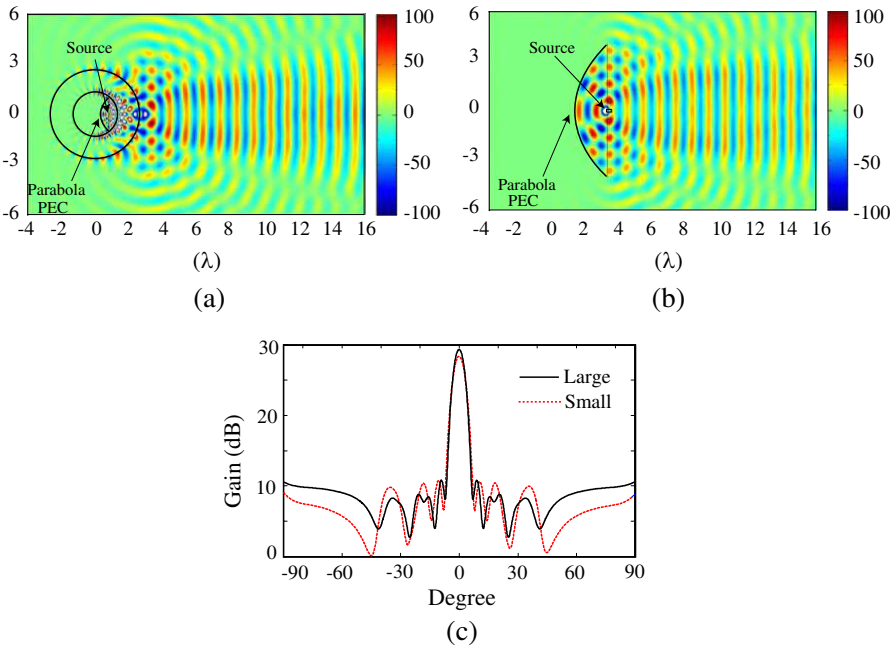 6
3
0
-3
-6
Source
Parabola
PEC
-4 -2 0 2 4 6 8 10 12 14 16
(λ)
(a)
100
50
0
-50
-100
6
3
0
-3
-6
Source
Parabola
PEC
-4 -2 0 2 4 6 8 10 12 14 16
(λ)
(b)
100
50
0
-50
-100
Gain (dB)
30
20
10
0
Large
Small
-90 -60 -30 0 30 60 90
Degree
(c)